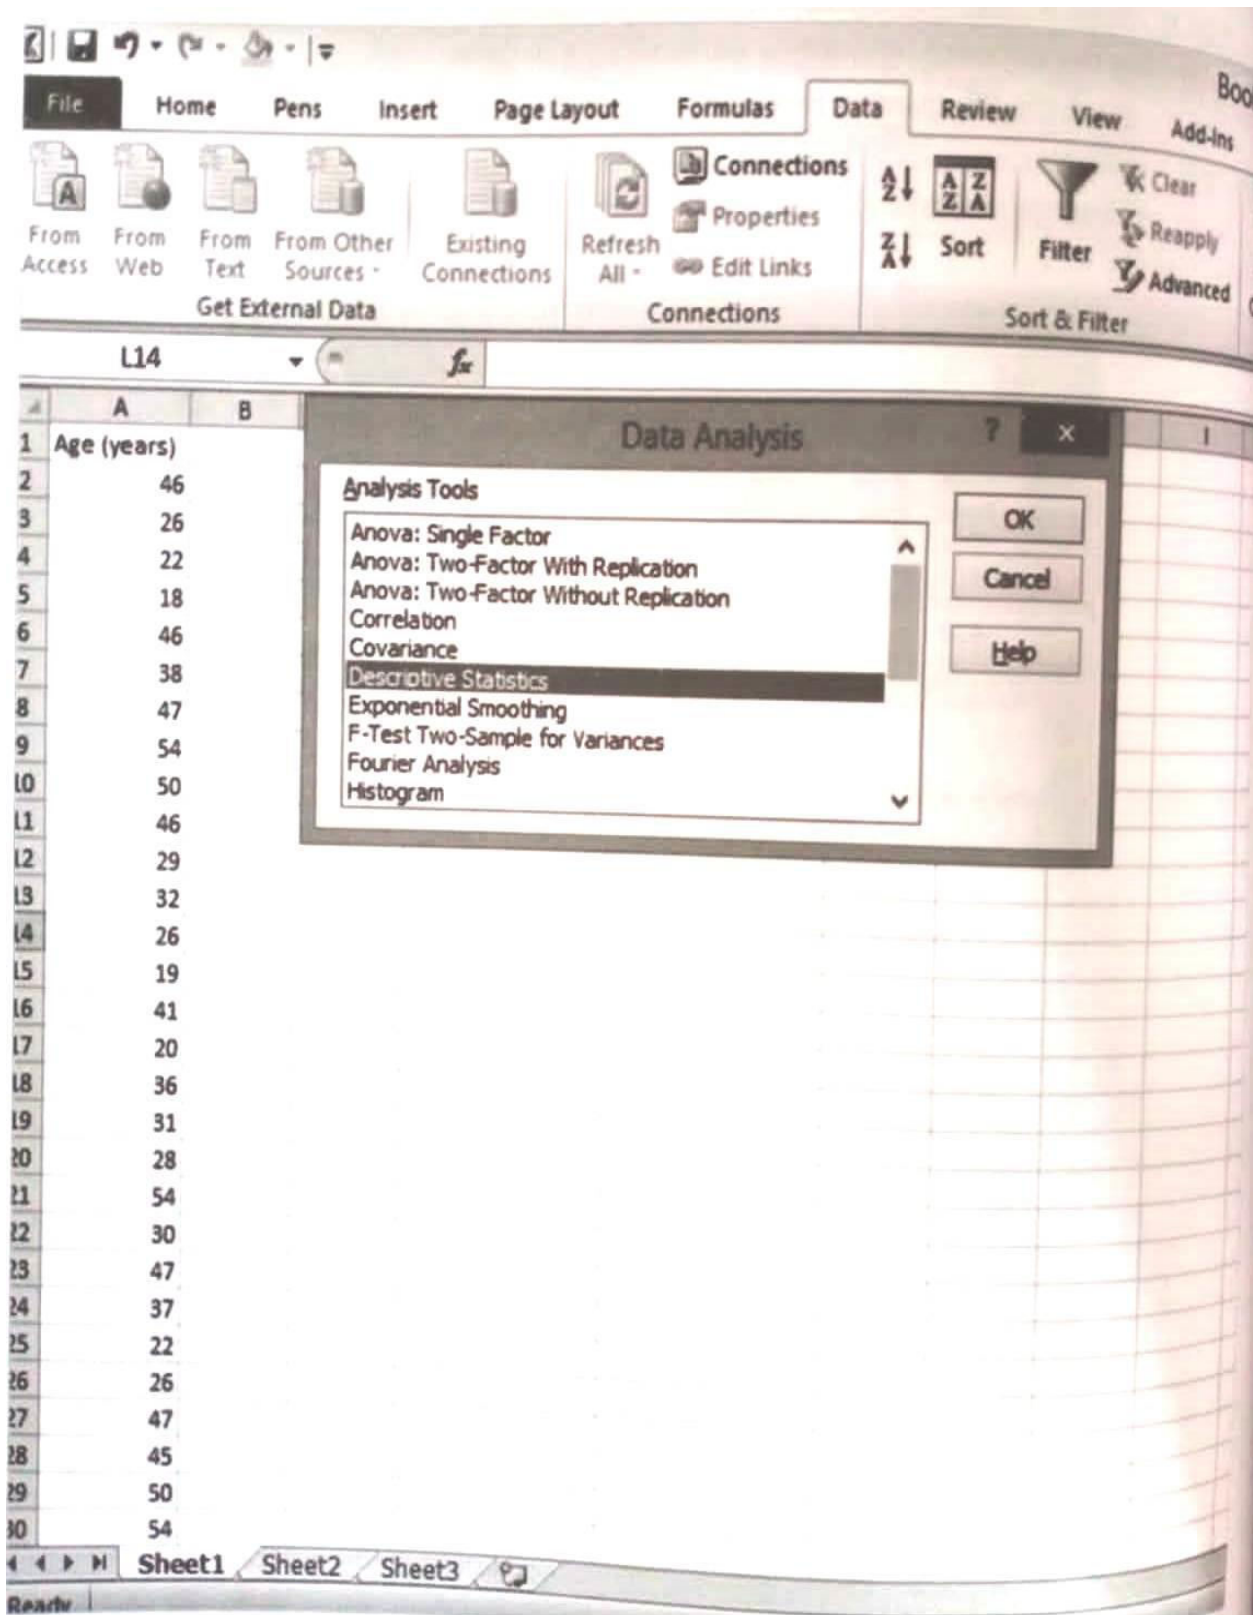 Boo
File Home Pens Insert Page Layout Formulas Data Review View Add-Ins
From Access
From Web
From Text
From Other Sources
Existing Connections
Refresh All
Connections
Properties
Edit Links
A Z
Z A
Sort
Filter
Clear
Reapply
Advanced
Get External Data Connections Sort & Filter
L14 fx
A B I
1 Age (years)
2 46
3 26
4 22
5 18
6 46
7 38
8 47
9 54
10 50
11 46
12 29
13 32
14 26
15 19
16 41
17 20
18 36
19 31
20 28
21 54
22 30
23 47
24 37
25 22
26 26
27 47
28 45
29 50
30 54
Data Analysis ? x
Analysis Tools
Anova: Single Factor
Anova: Two-Factor With Replication
Anova: Two-Factor Without Replication
Correlation
Covariance
Descriptive Statistics
Exponential Smoothing
F-Test Two-Sample for Variances
Fourier Analysis
Histogram
OK
Cancel
Help
Sheet1 Sheet2 Sheet3
Ready